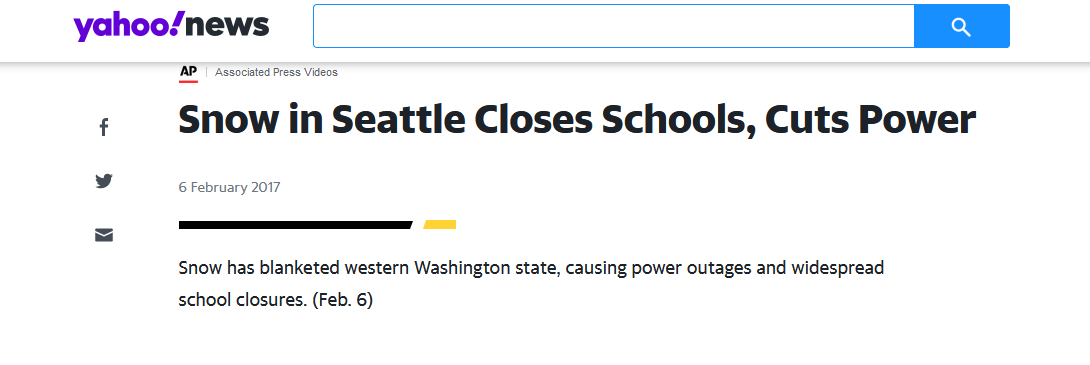 yahoo!news
AP | Associated Press Videos
Snow in Seattle Closes Schools, Cuts Power
6 February 2017
Snow has blanketed western Washington state, causing power outages and widespread
school closures. (Feb. 6)